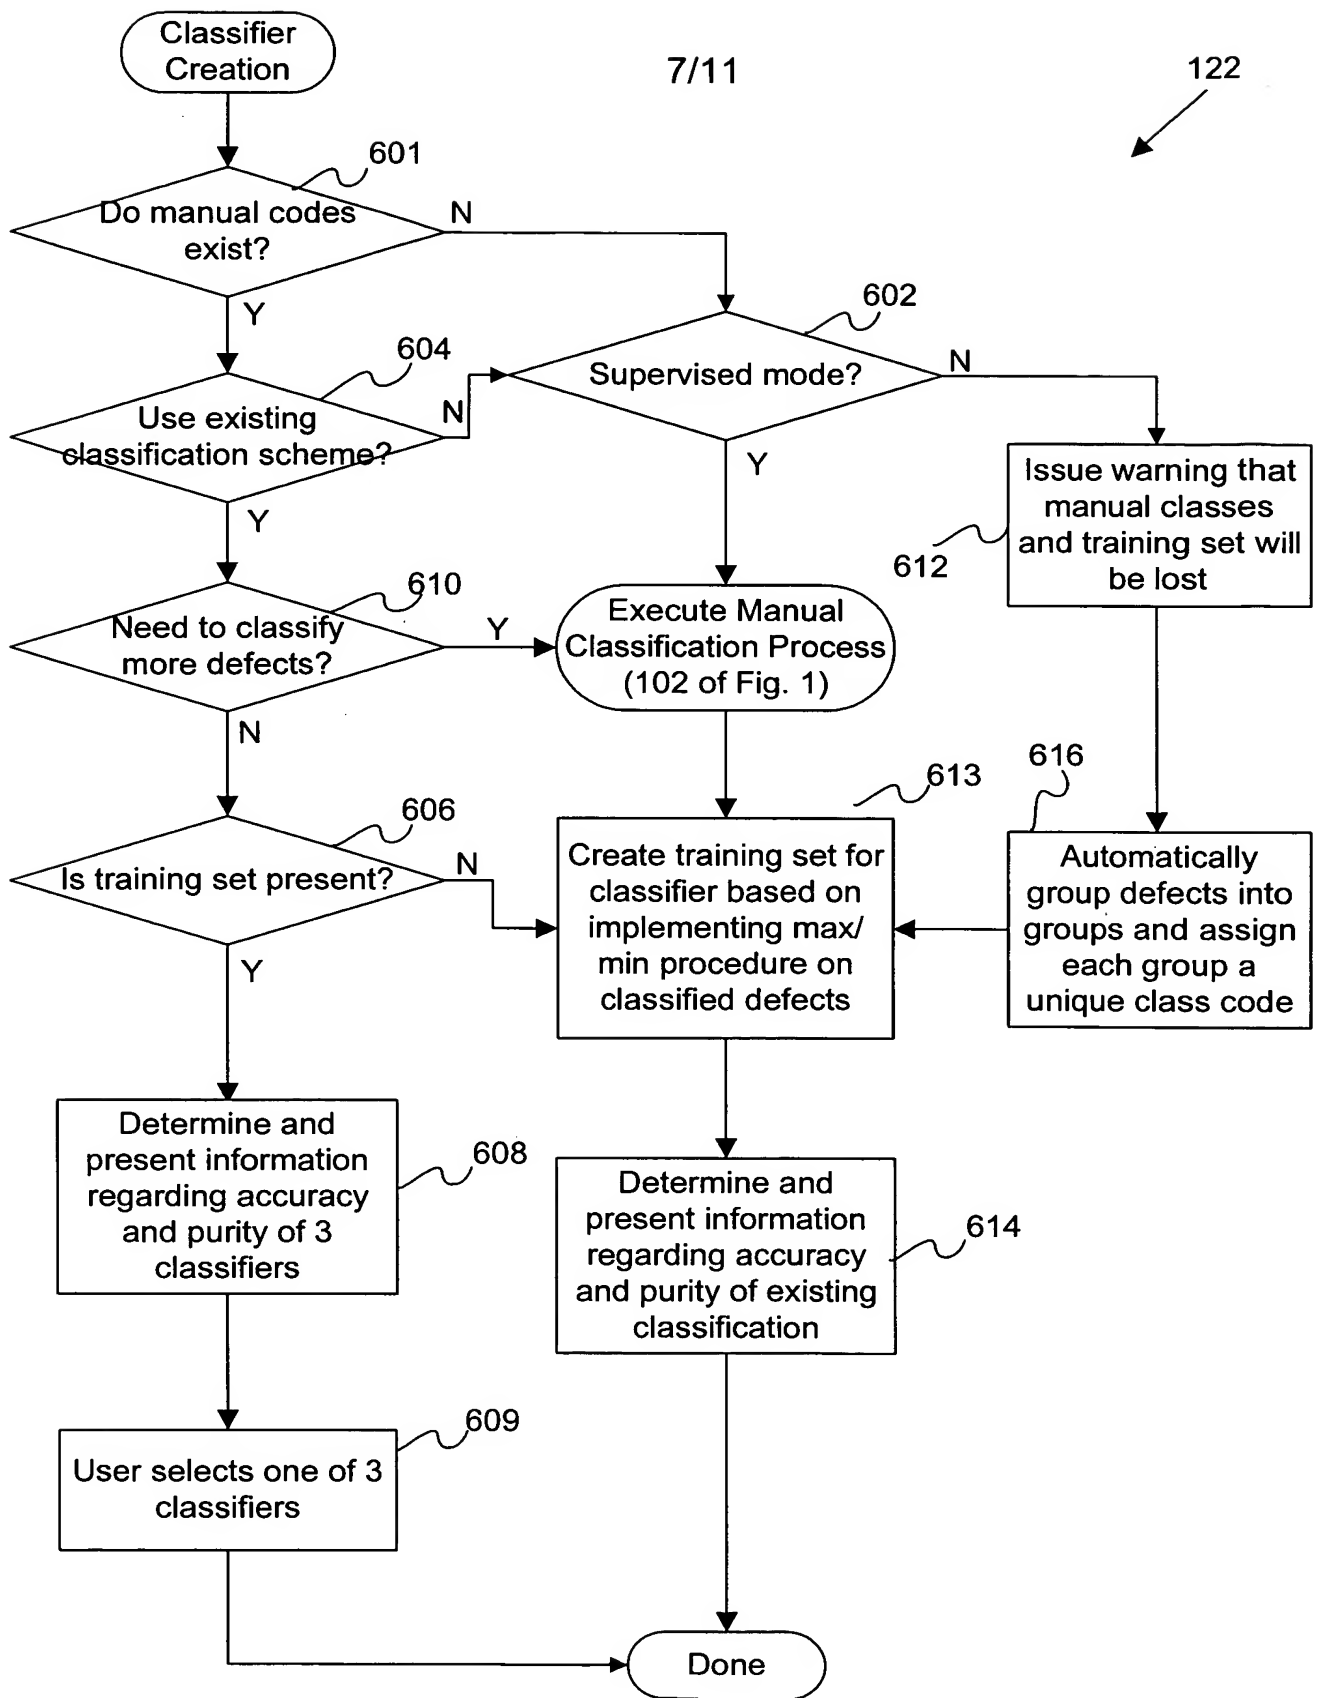 Classifier
Creation
7/11
122
601
Do manual codes
exist?
N
Y
602
Supervised mode?
N
Y
604
Use existing
classification scheme?
N
Y
Issue warning that
manual classes
and training set will
be lost
612
610
Need to classify
more defects?
Y
N
Execute Manual
Classification Process
(102 of Fig. 1)
616
Automatically
group defects into
groups and assign
each group a
unique class code
613
Create training set for
classifier based on
implementing max/
min procedure on
classified defects
606
Is training set present?
N
Y
Determine and
present information
regarding accuracy
and purity of 3
classifiers
608
Determine and
present information
regarding accuracy
and purity of existing
classification
614
609
User selects one of 3
classifiers
Done